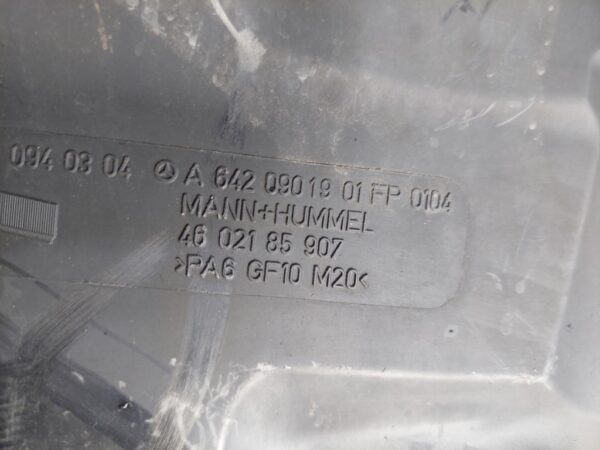 094 03 04 A 642 090 19 01 FP 0104
MANN+HUMMEL
46 021 85 907
>PA6 GF10 M20<